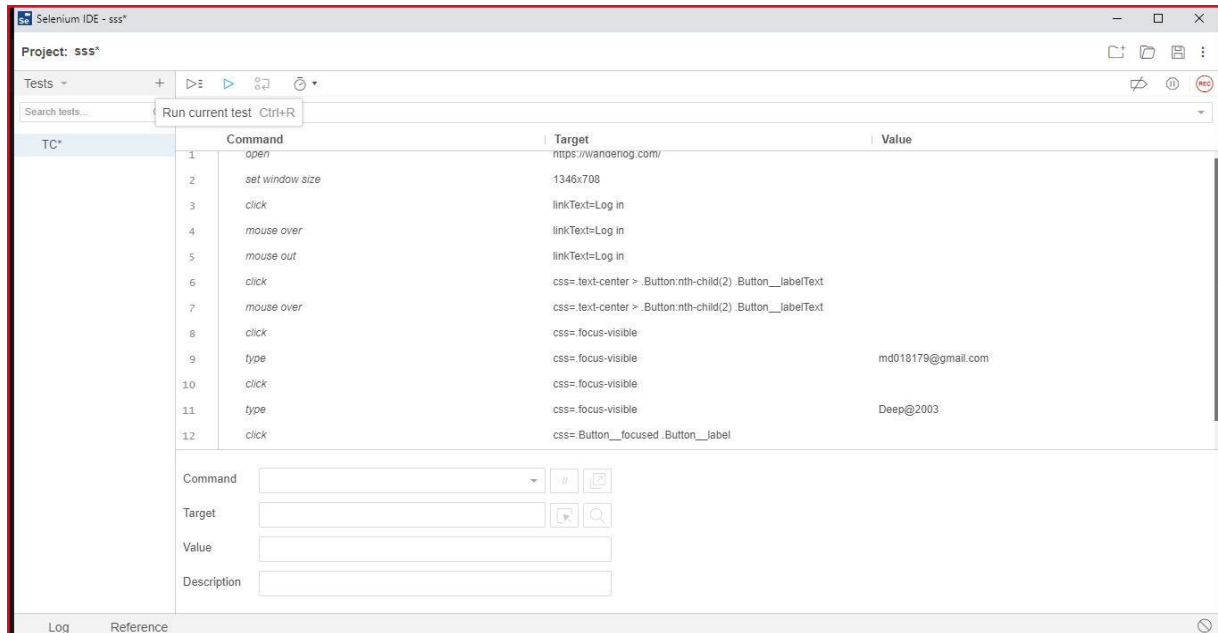 Selenium IDE - sss*
Project: sss*
Tests
REC
Search tests...
Run current test Ctrl+R
TC*
Command Target Value
1 open https://wanderlog.com/
2 set window size 1346x708
3 click linkText=Log in
4 mouse over linkText=Log in
5 mouse out linkText=Log in
6 click css=.text-center > .Button:nth-child(2) .Button__labelText
7 mouse over css=.text-center > .Button:nth-child(2) .Button__labelText
8 click css=.focus-visible
9 type css=.focus-visible md018179@gmail.com
10 click css=.focus-visible
11 type css=.focus-visible Deep@2003
12 click css=.Button__focused .Button__label
Command
//
Target
Value
Description
Log Reference